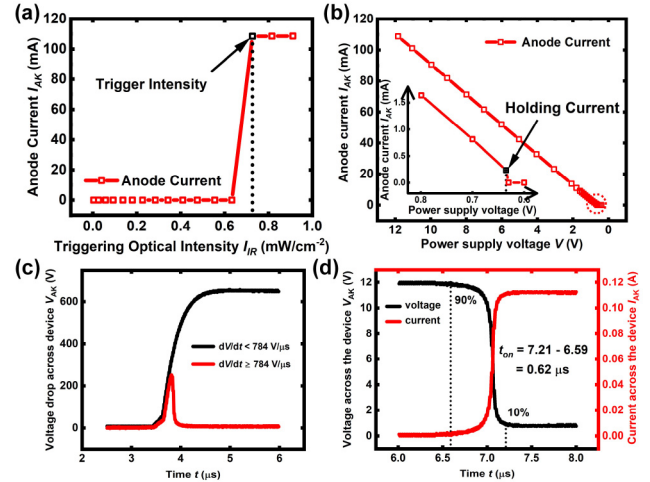 (a)
Anode Current I_AK (mA)
120
100
80
60
40
20
0
Trigger Intensity
Anode Current
0.0 0.2 0.4 0.6 0.8 1.0
Triggering Optical Intensity I_IR (mW/cm-2)
(b)
Anode current I_AK (mA)
120
100
80
60
40
20
0
Anode Current
Holding Current
Anode current I_AK (mA)
1.5
1.0
0.5
0.0
0.8 0.7 0.6
Power supply voltage (V)
12 10 8 6 4 2 0
Power supply voltage V (V)
(c)
Voltage drop across device V_AK (V)
600
400
200
0
dV/dt < 784 V/μs
dV/dt ≥ 784 V/μs
2 3 4 5 6
Time t (μs)
(d)
Voltage across the device V_AK (V)
12
10
8
6
4
2
0
voltage
current
90%
t_on = 7.21 - 6.59
= 0.62 μs
10%
6.0 6.5 7.0 7.5 8.0
Time t (μs)
0.12
0.10
0.08
0.06
0.04
0.02
0.00
Current across the device I_AK (A)